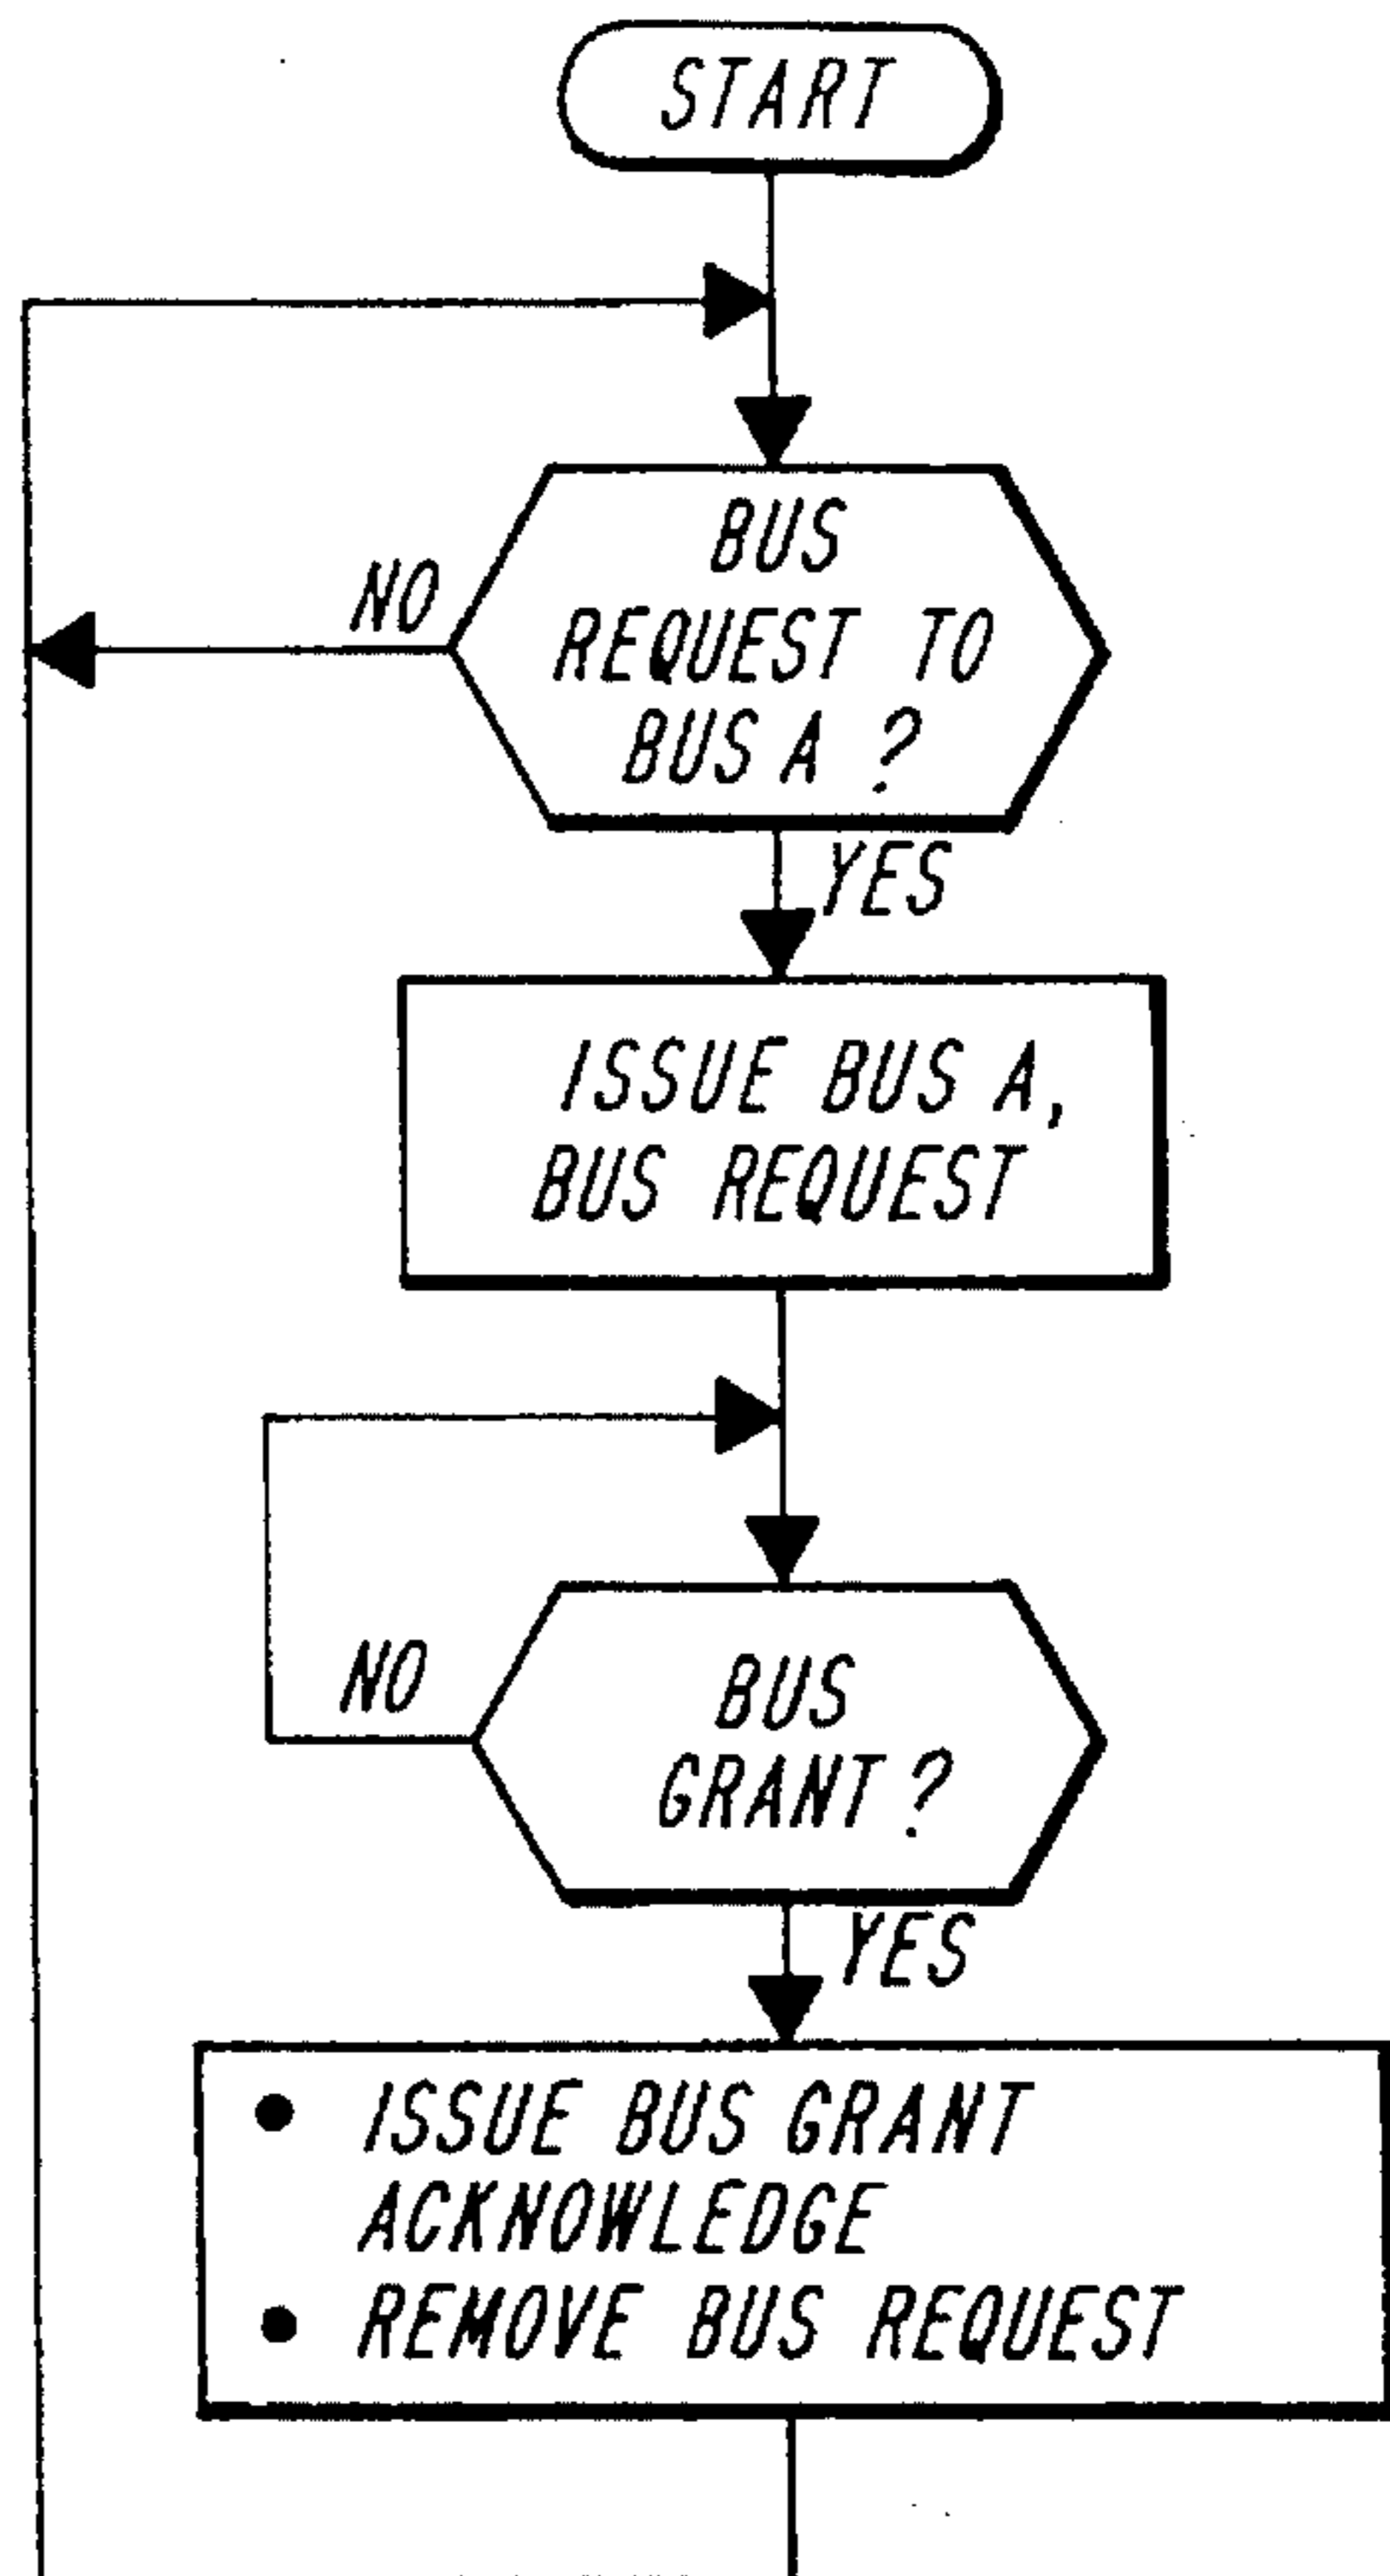 START
BUS
REQUEST TO
BUS A ?
NO
YES
ISSUE BUS A,
BUS REQUEST
BUS
GRANT ?
NO
YES
• ISSUE BUS GRANT
ACKNOWLEDGE
• REMOVE BUS REQUEST